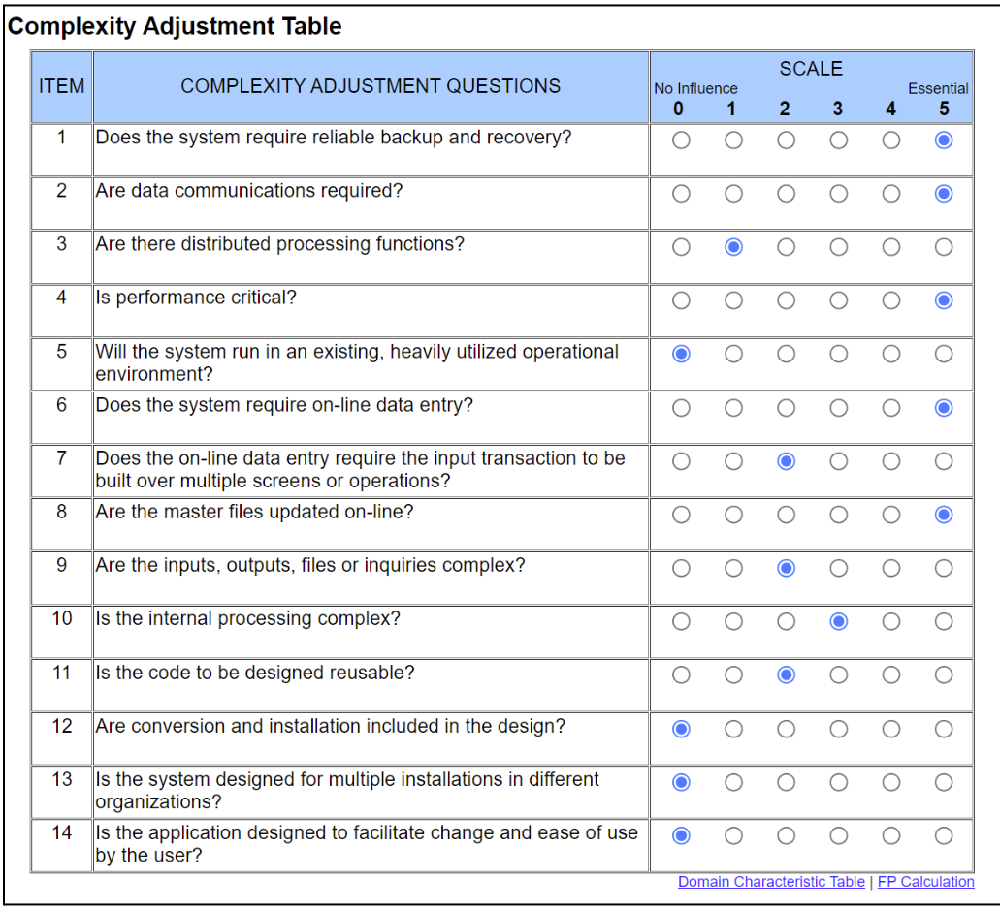 Complexity Adjustment Table
ITEM COMPLEXITY ADJUSTMENT QUESTIONS SCALE
No Influence Essential
0 1 2 3 4 5
1 Does the system require reliable backup and recovery?
2 Are data communications required?
3 Are there distributed processing functions?
4 Is performance critical?
5 Will the system run in an existing, heavily utilized operational
environment?
6 Does the system require on-line data entry?
7 Does the on-line data entry require the input transaction to be
built over multiple screens or operations?
8 Are the master files updated on-line?
9 Are the inputs, outputs, files or inquiries complex?
10 Is the internal processing complex?
11 Is the code to be designed reusable?
12 Are conversion and installation included in the design?
13 Is the system designed for multiple installations in different
organizations?
14 Is the application designed to facilitate change and ease of use
by the user?
Domain Characteristic Table | FP Calculation